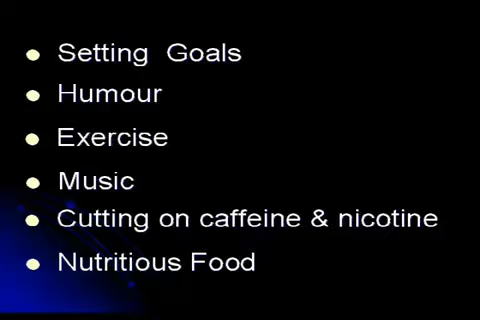 Setting Goals
Humour
Exercise
Music
Cutting on caffeine & nicotine
Nutritious Food